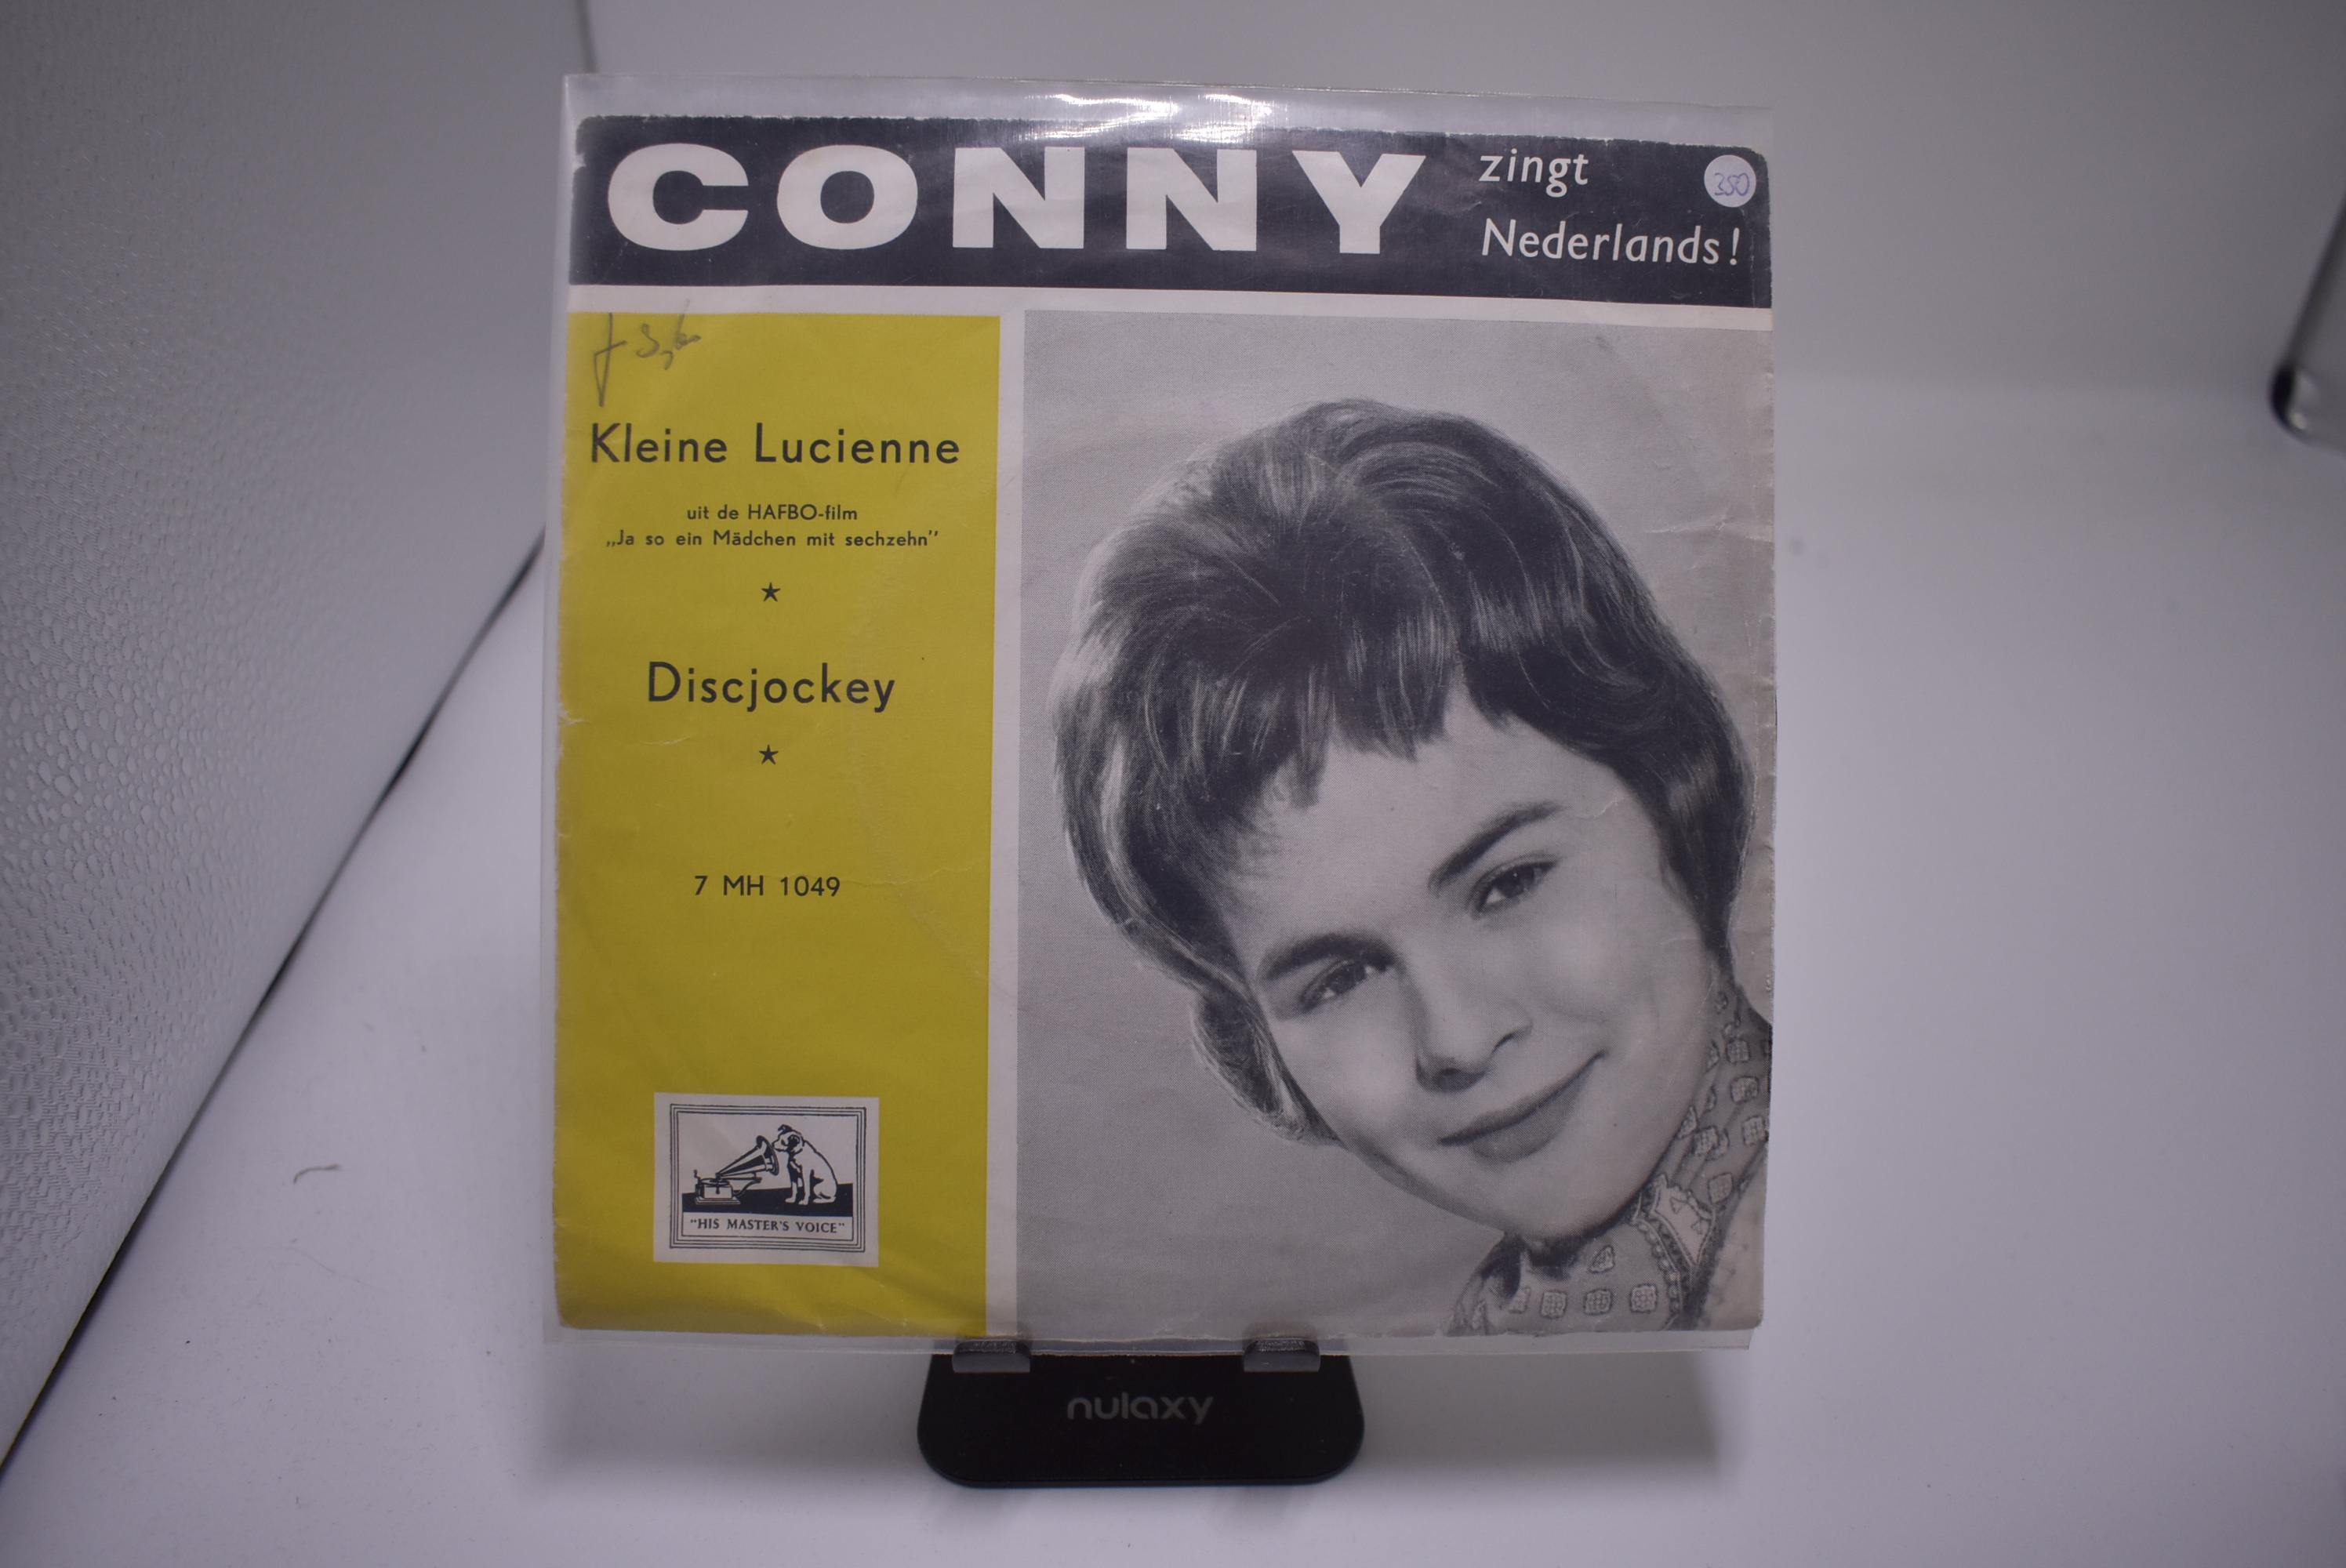 CONNY
zingt
Nederlands!
350
Kleine Lucienne
uit de HAFBO-film
„Ja so ein Mädchen mit sechzehn”
★
Discjockey
★
7 MH 1049
"HIS MASTER'S VOICE"
nulaxy